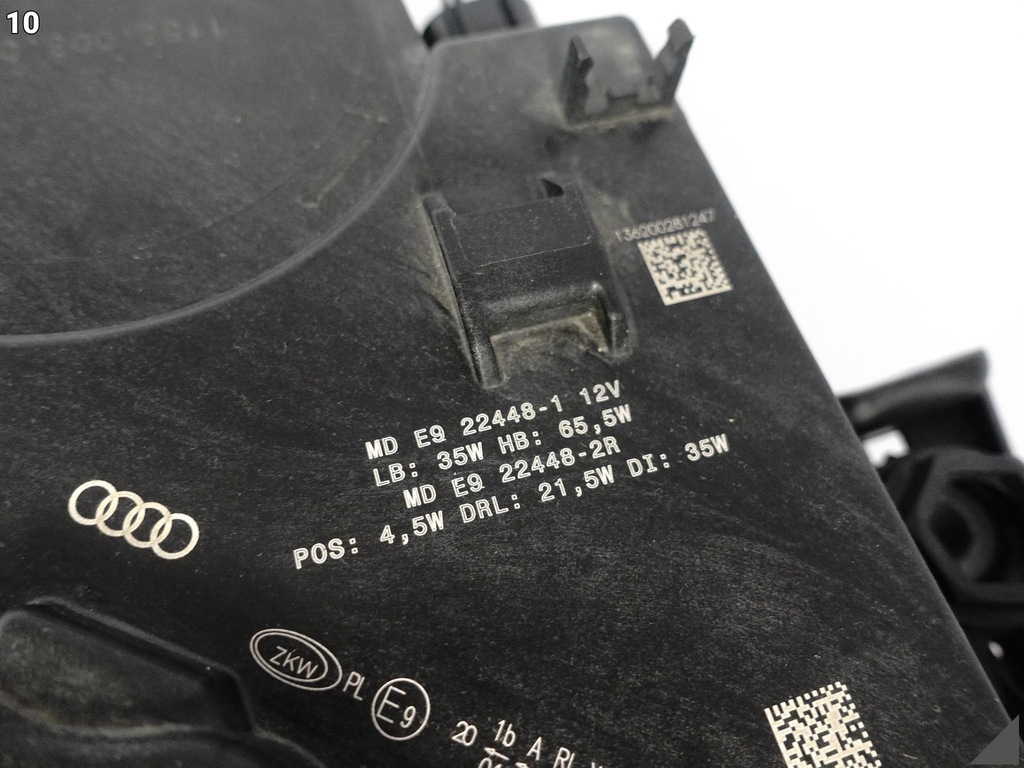 10
136200281247
MD E9 22448-1 12V
LB: 35W HB: 65,5W
MD E9 22448-2R
POS: 4,5W DRL: 21,5W DI: 35W
ZKW PL E9
20 1b A RL